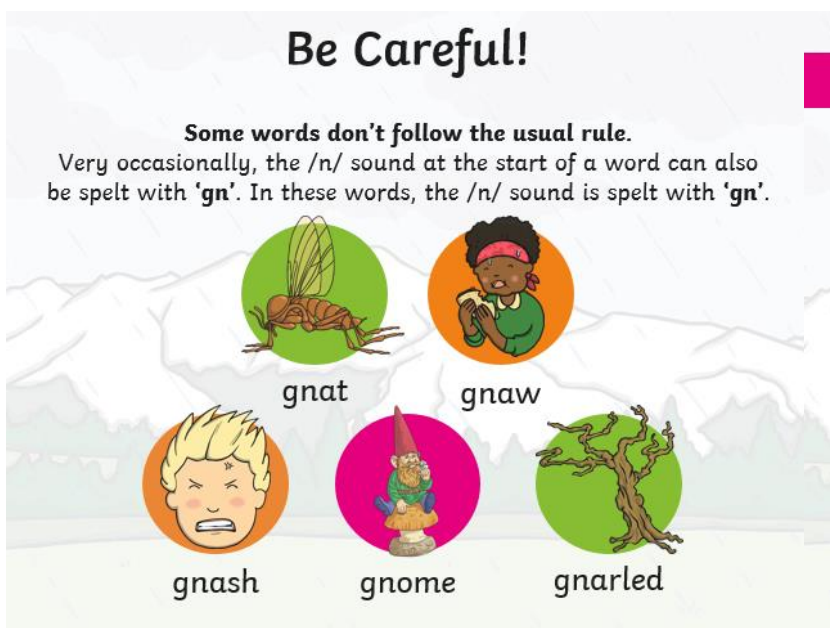 Be Careful!
Some words don't follow the usual rule.
Very occasionally, the /n/ sound at the start of a word can also
be spelt with ‘gn’. In these words, the /n/ sound is spelt with ‘gn’.
gnat
gnaw
gnash
gnome
gnarled